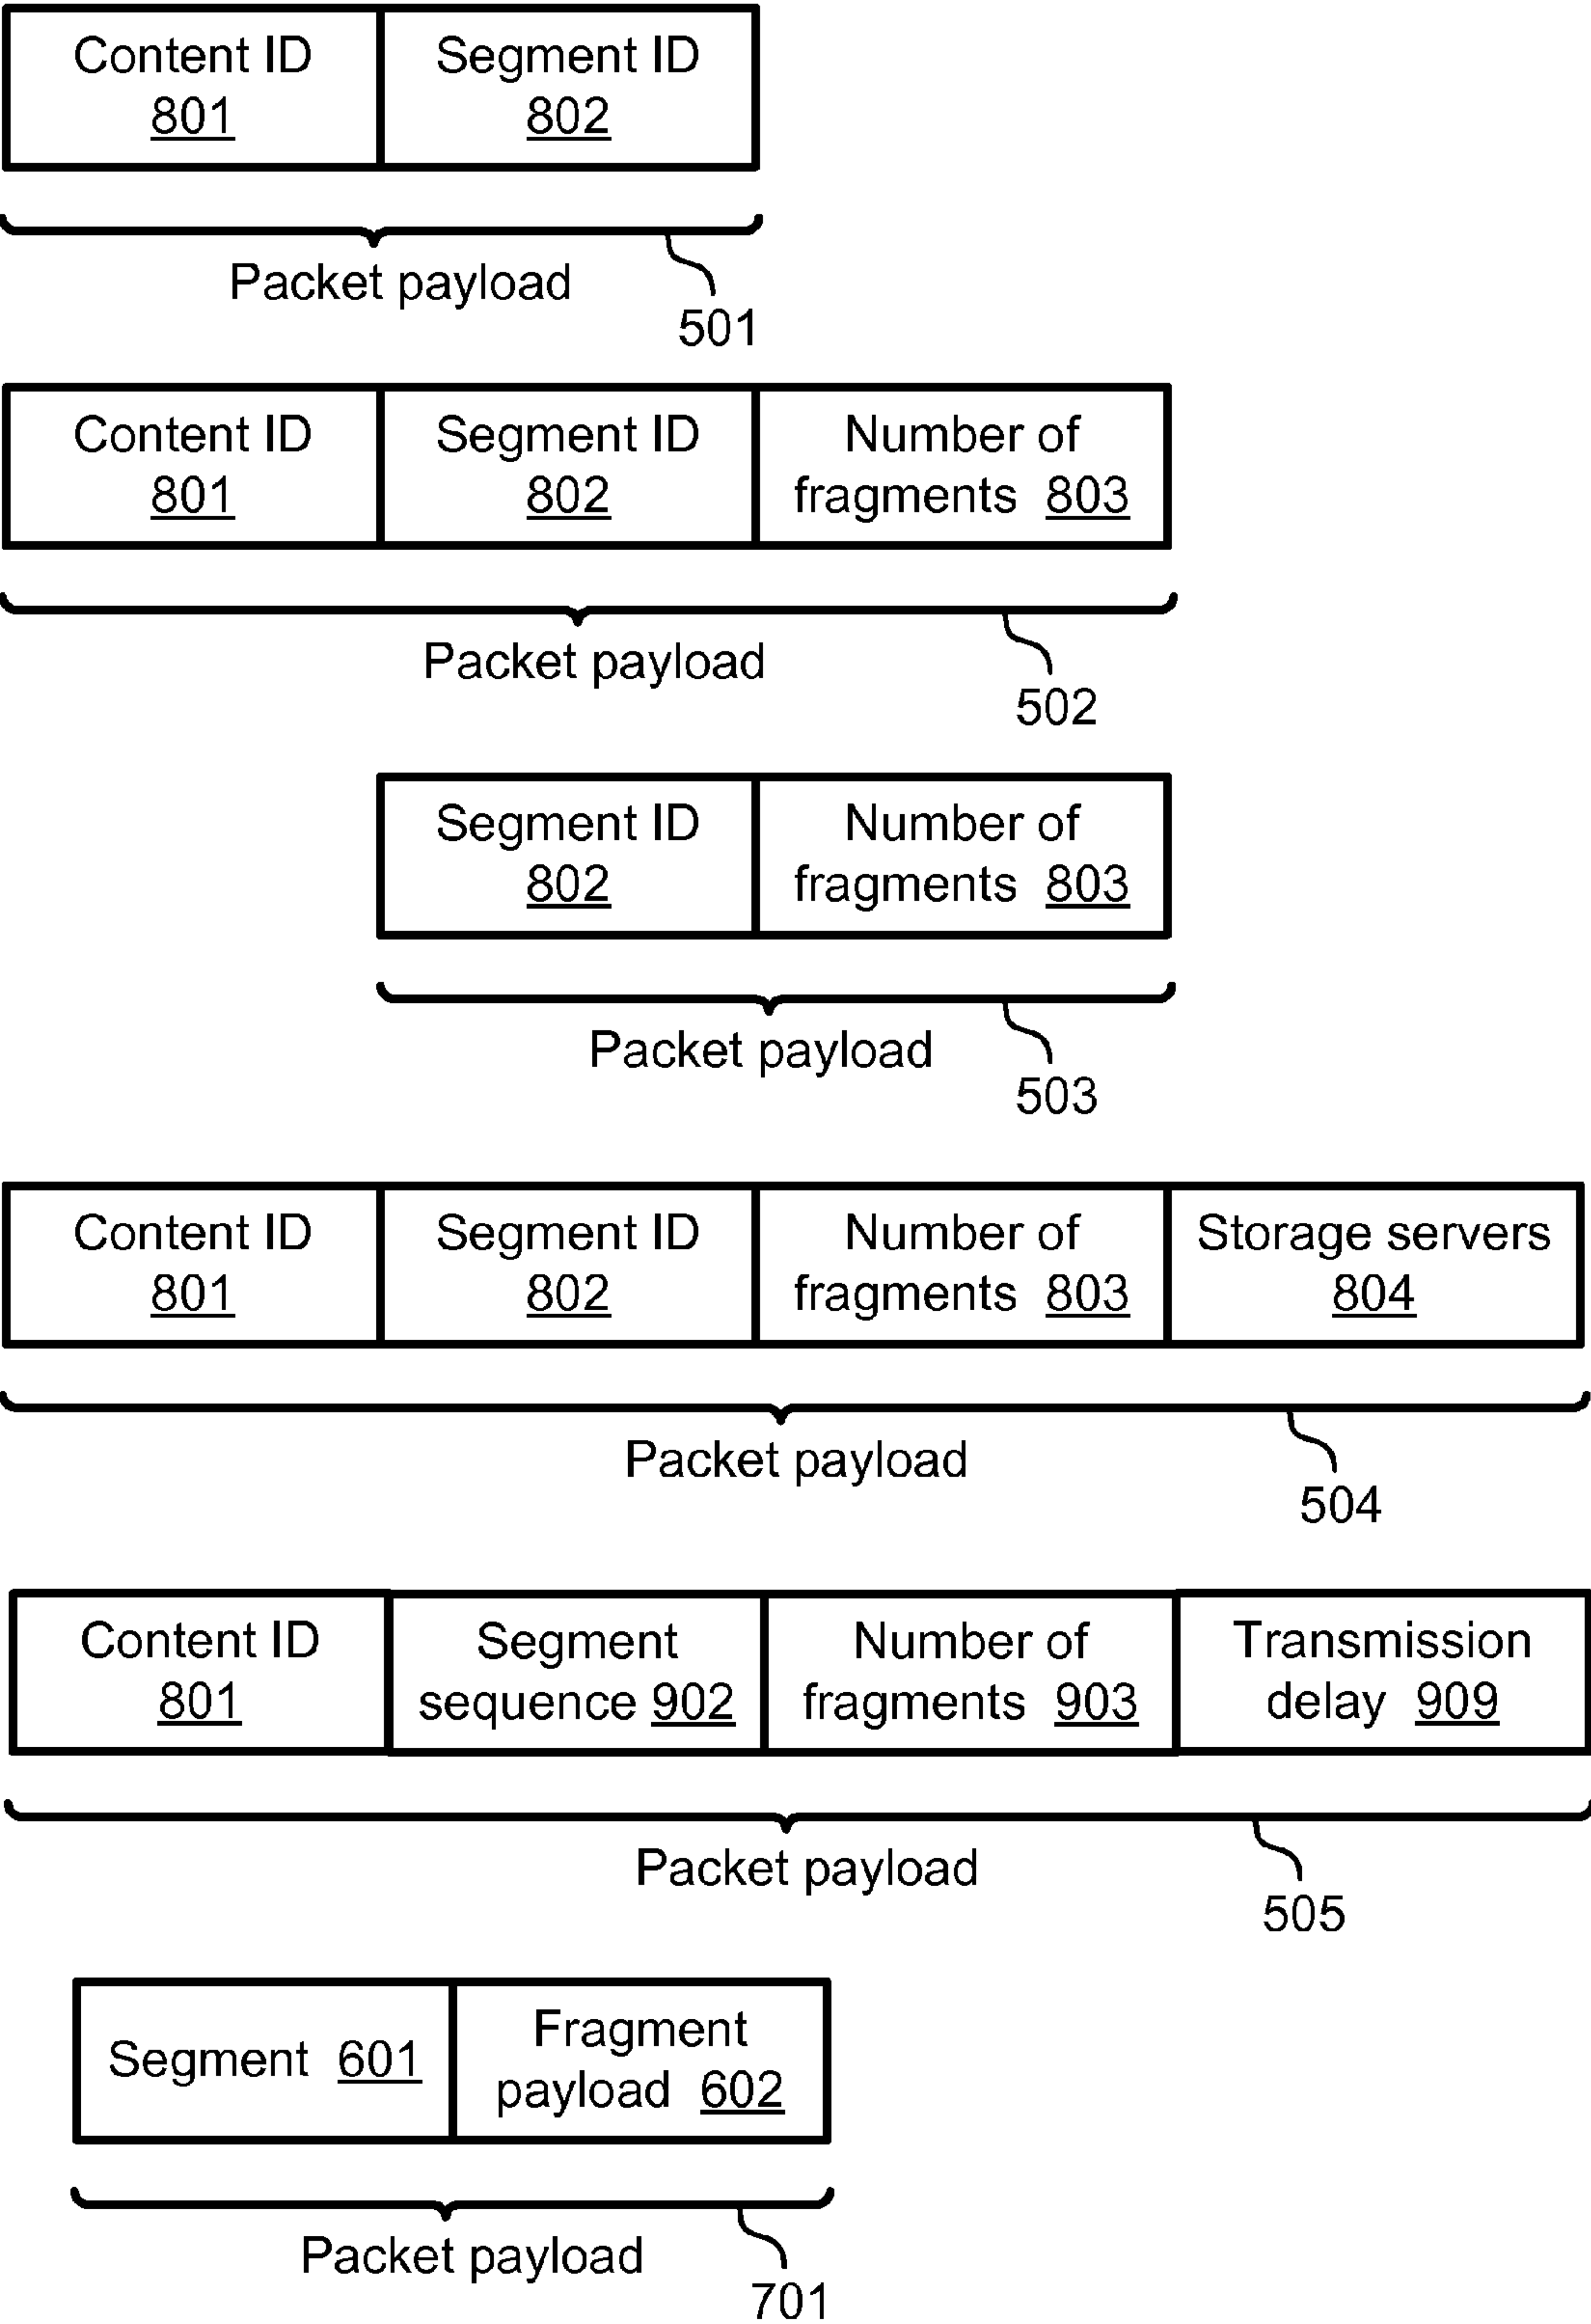 Content ID Segment ID
801 802
Packet payload
501
Content ID Segment ID Number of
801 802 fragments 803
Packet payload
502
Segment ID Number of
802 fragments 803
Packet payload
503
Content ID Segment ID Number of Storage servers
801 802 fragments 803 804
Packet payload
504
Content ID Segment Number of Transmission
801 sequence 902 fragments 903 delay 909
Packet payload
505
Segment 601 Fragment
payload 602
Packet payload
701